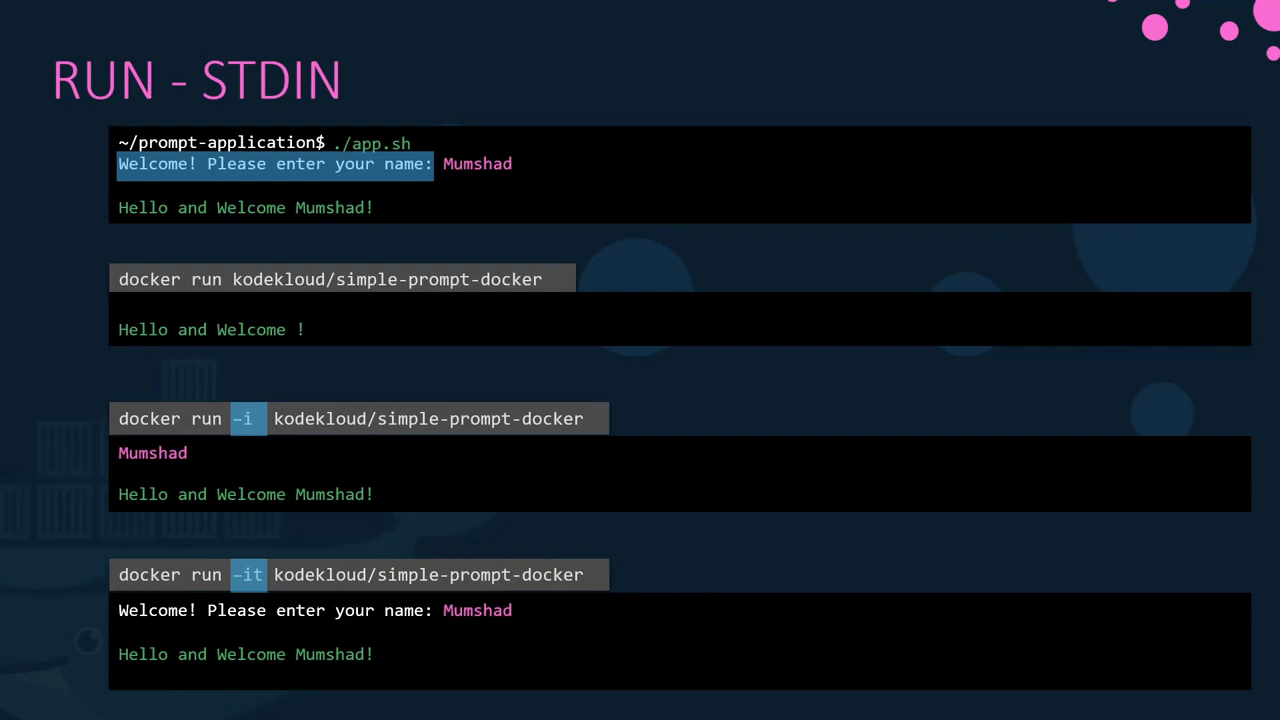 RUN - STDIN
~/prompt-application$ ./app.sh
Welcome! Please enter your name: Mumshad
Hello and Welcome Mumshad!
docker run kodekloud/simple-prompt-docker
Hello and Welcome !
docker run –i kodekloud/simple-prompt-docker
Mumshad
Hello and Welcome Mumshad!
docker run –it kodekloud/simple-prompt-docker
Welcome! Please enter your name: Mumshad
Hello and Welcome Mumshad!